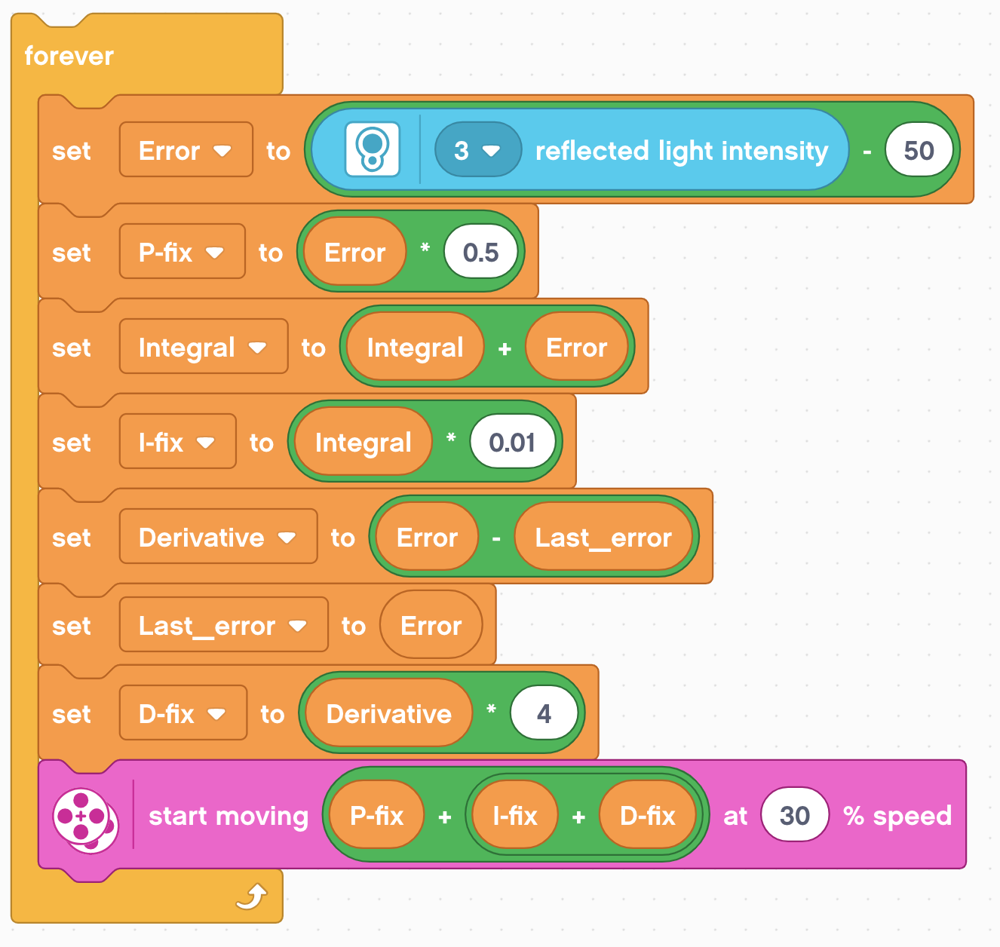 forever
set Error to 3 reflected light intensity - 50
set P-fix to Error * 0.5
set Integral to Integral + Error
set I-fix to Integral * 0.01
set Derivative to Error - Last_error
set Last_error to Error
set D-fix to Derivative * 4
start moving P-fix + I-fix + D-fix at 30 % speed